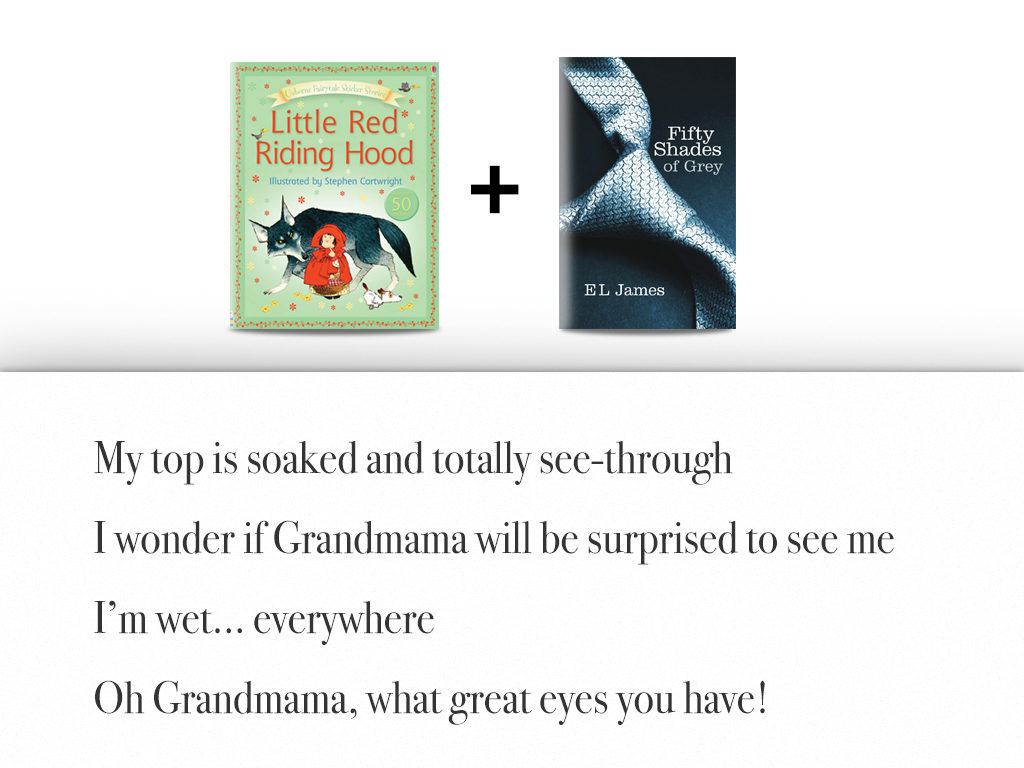 Usborne Fairytale Sticker Stories
Little Red
Riding Hood
Illustrated by Stephen Cartwright
50
+
Fifty
Shades
of Grey
EL James
My top is soaked and totally see-through
I wonder if Grandmama will be surprised to see me
I’m wet... everywhere
Oh Grandmama, what great eyes you have!